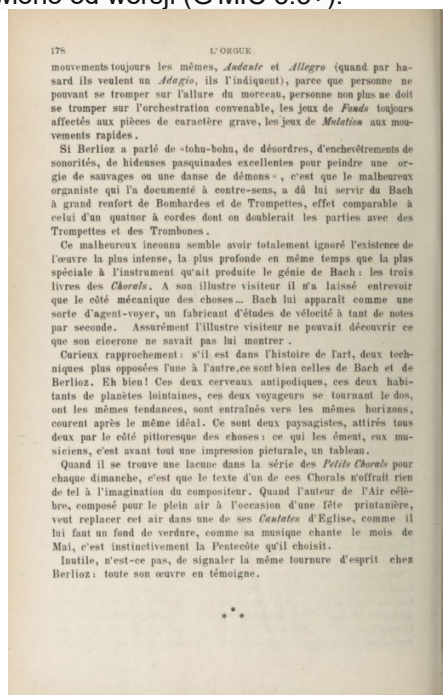 178 L'ORGUE.
mouvements toujours les mêmes, Andante et Allegro (quand par ha-
sard ils veulent un Adagio, ils l'indiquent), parce que personne ne
pouvant se tromper sur l'allure du morceau, personne non plus ne doit
se tromper sur l'orchestration convenable, les jeux de Fonds toujours
affectés aux pièces de caractère grave, les jeux de Mutation aux mou-
vements rapides.
Si Berlioz a parlé de «tohu-bohu, de désordres, d'enchevêtrements de
sonorités, de hideuses pasquinades excellentes pour peindre une or-
gie de sauvages ou une danse de démons», c'est que le malheureux
organiste qui l'a documenté à contre-sens, a dû lui servir du Bach
à grand renfort de Bombardes et de Trompettes, effet comparable à
celui d'un quatuor à cordes dont on doublerait les parties avec des
Trompettes et des Trombones.
Ce malheureux inconnu semble avoir totalement ignoré l'existence de
l'œuvre la plus intense, la plus profonde en même temps que la plus
spéciale à l'instrument qu'ait produite le génie de Bach: les trois
livres des Chorals. A son illustre visiteur il n'a laissé entrevoir
que le côté mécanique des choses... Bach lui apparaît comme une
sorte d'agent-voyer, un fabricant d'études de vélocité à tant de notes
par seconde. Assurément l'illustre visiteur ne pouvait découvrir ce
que son cicerone ne savait pas lui montrer.
Curieux rapprochement: s'il est dans l'histoire de l'art, deux tech-
niques plus opposées l'une à l'autre, ce sont bien celles de Bach et de
Berlioz. Eh bien! Ces deux cerveaux antipodiques, ces deux habi-
tants de planètes lointaines, ces deux voyageurs se tournant le dos,
ont les mêmes tendances, sont entraînés vers les mêmes horizons,
courent après le même idéal. Ce sont deux paysagistes, attirés tous
deux par le côté pittoresque des choses: ce qui les émeut, eux mu-
siciens, c'est avant tout une impression picturale, un tableau.
Quand il se trouve une lacune dans la série des Petits Chorals pour
chaque dimanche, c'est que le texte d'un de ces Chorals n'offrait rien
de tel à l'imagination du compositeur. Quand l'auteur de l'Air célè-
bre, composé pour le plein air à l'occasion d'une fête printanière,
veut replacer cet air dans une de ses Cantates d'Eglise, comme il
lui faut un fond de verdure, comme sa musique chante le mois de
Mai, c'est instinctivement la Pentecôte qu'il choisit.
Inutile, n'est-ce pas, de signaler la même tournure d'esprit chez
Berlioz: toute son œuvre en témoigne.